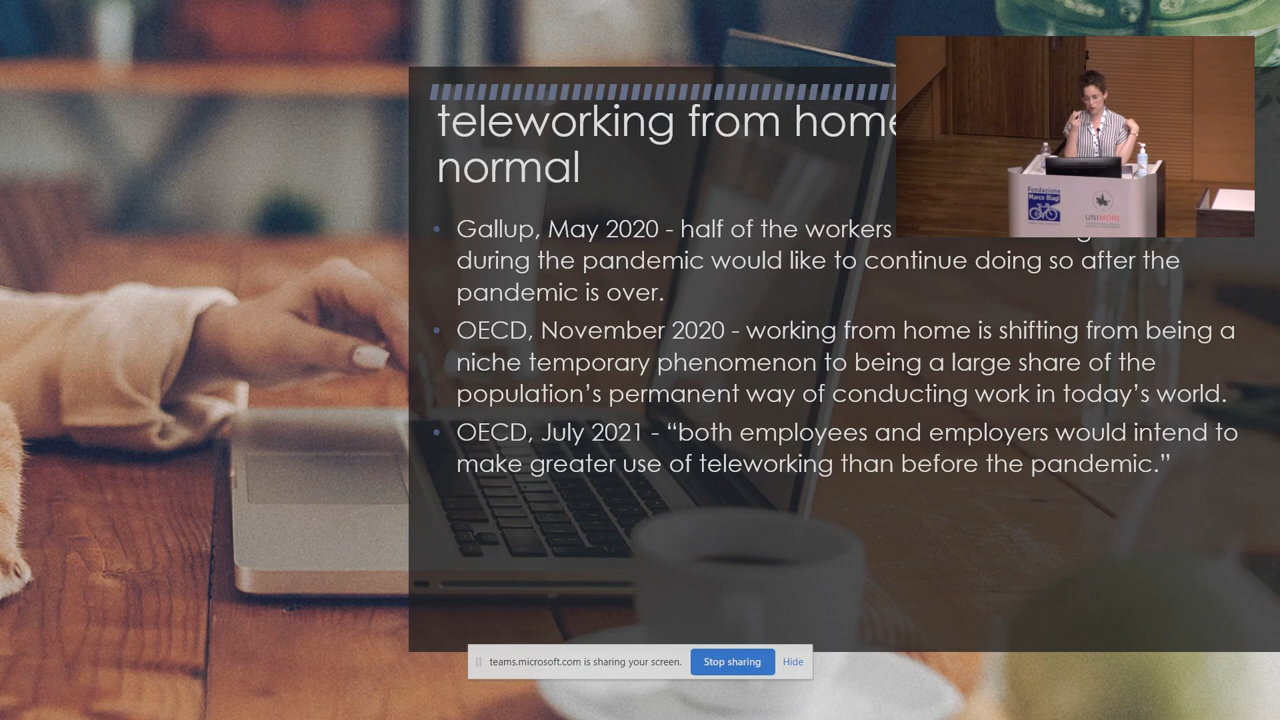 teleworking from home
normal
Gallup, May 2020 - half of the workers
during the pandemic would like to continue doing so after the
pandemic is over.
OECD, November 2020 - working from home is shifting from being a
niche temporary phenomenon to being a large share of the
population’s permanent way of conducting work in today’s world.
OECD, July 2021 - “both employees and employers would intend to
make greater use of teleworking than before the pandemic.”
Fondazione
Marco Biagi
UNIMORE
teams.microsoft.com is sharing your screen.
Stop sharing
Hide